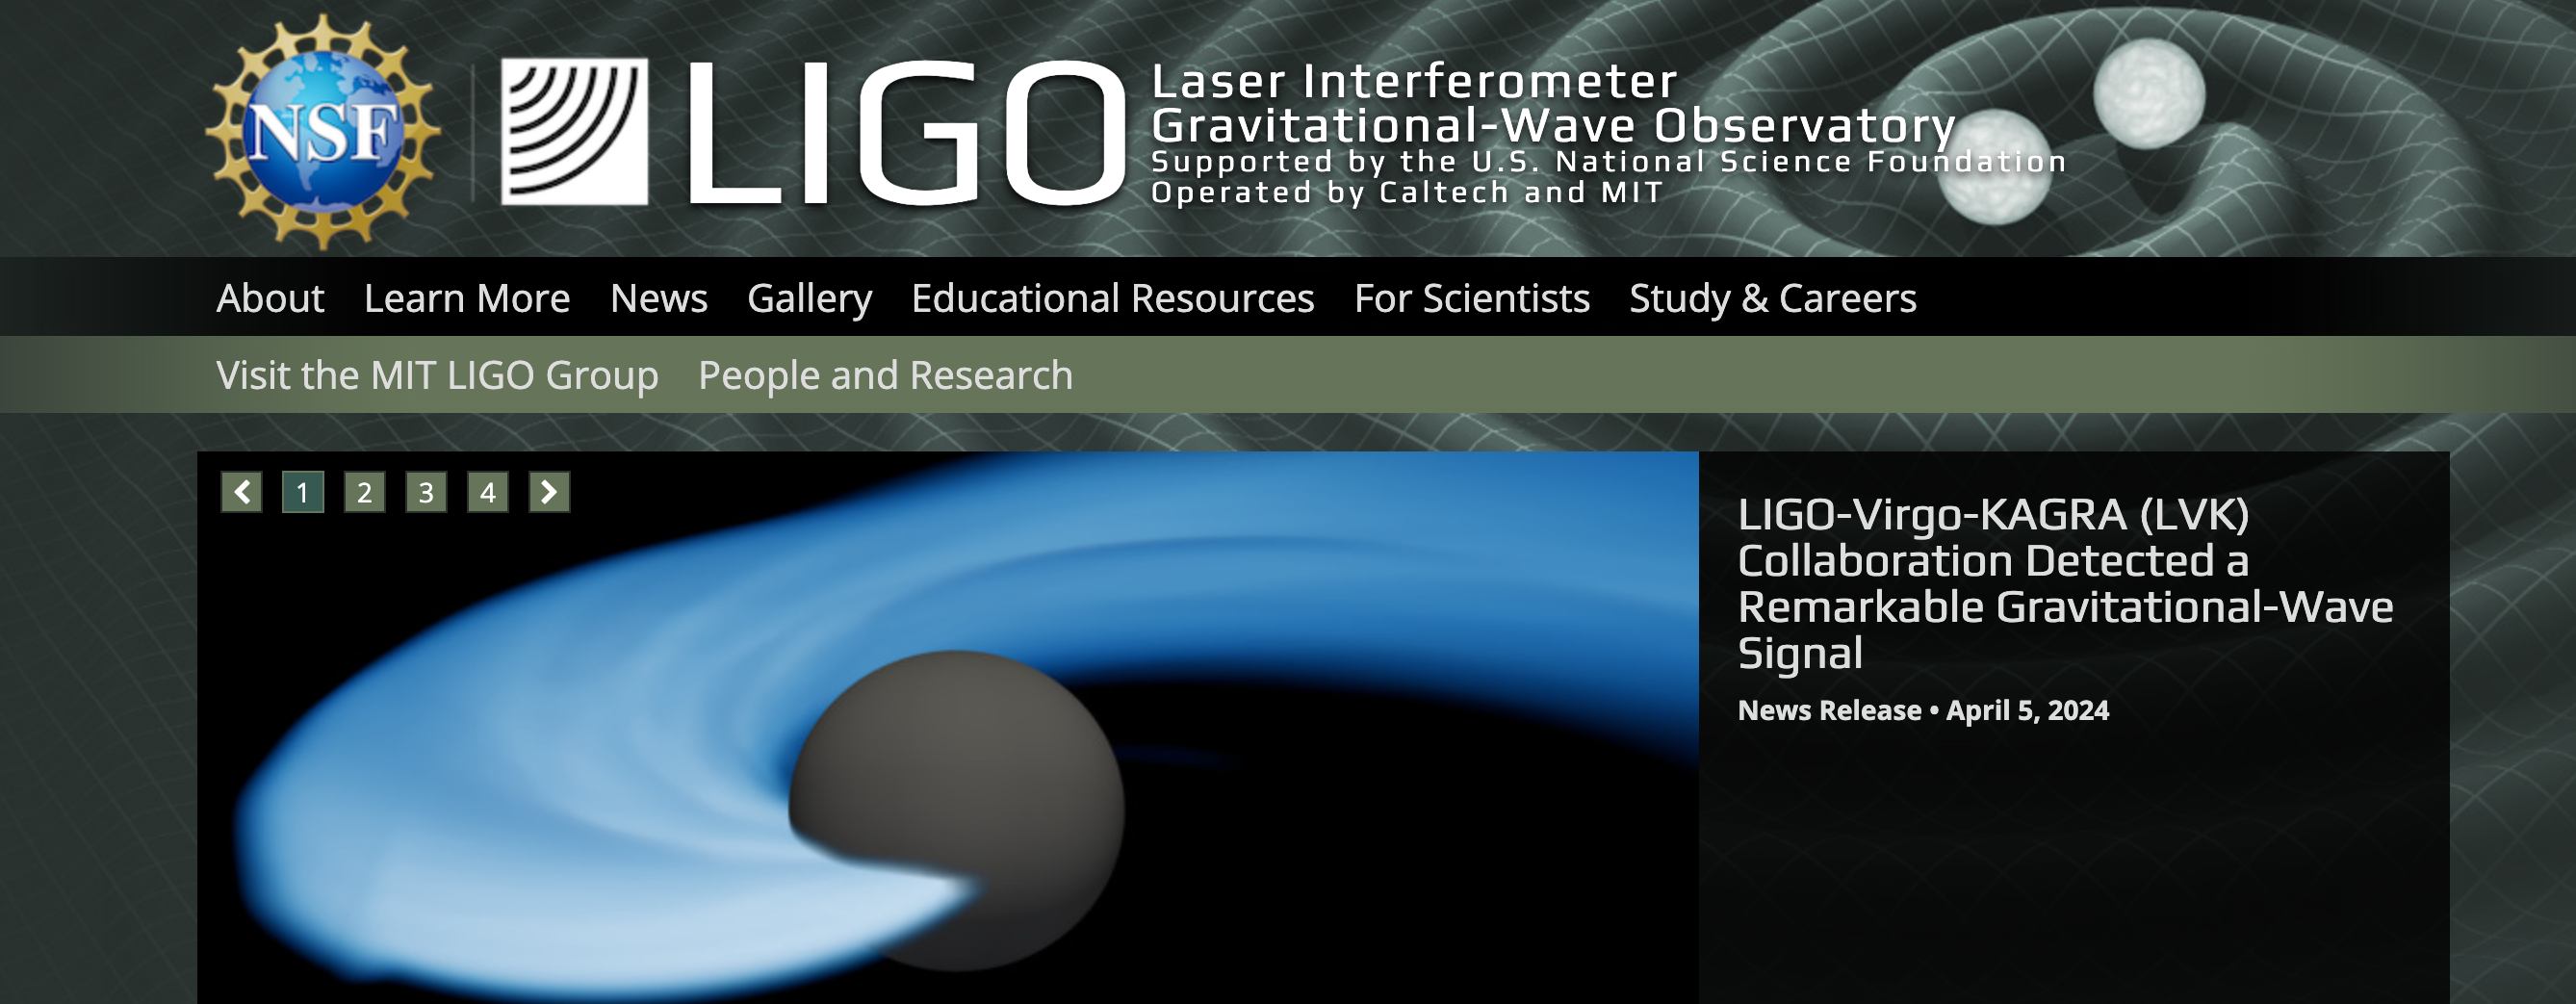 NSF
LIGO
Laser Interferometer
Gravitational-Wave Observatory
Supported by the U.S. National Science Foundation
Operated by Caltech and MIT
About Learn More News Gallery Educational Resources For Scientists Study & Careers
Visit the MIT LIGO Group People and Research
1 2 3 4
LIGO-Virgo-KAGRA (LVK)
Collaboration Detected a
Remarkable Gravitational-Wave
Signal
News Release • April 5, 2024